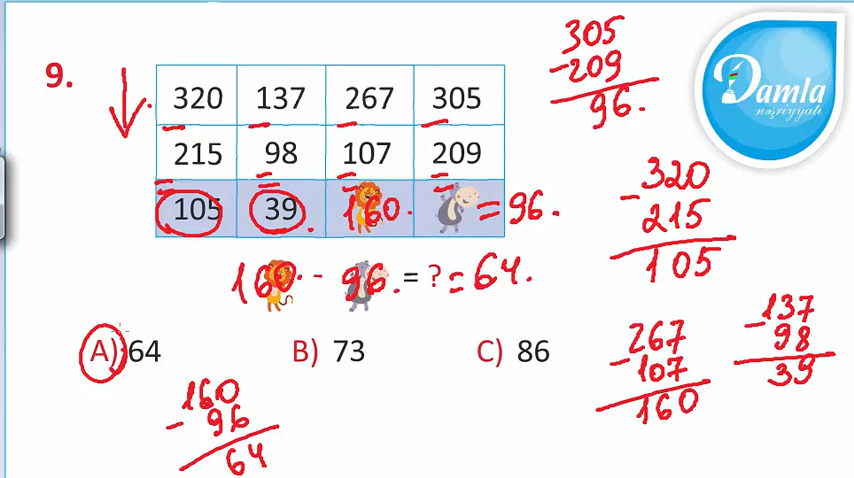 305
-209
96.
9.
320 137 267 305
215 98 107 209
105 39 160. = 96.
160. - 96. = ? = 64.
A) 64 B) 73 C) 86
Damla
nəşriyyatı
320
- 215
105
267
- 107
160
137
- 98
39
160
- 96
64